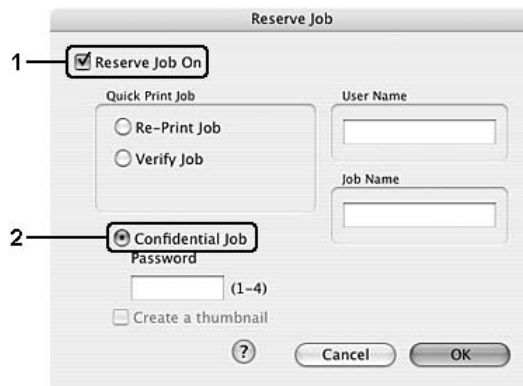 Reserve Job
1
Reserve Job On
Quick Print Job
Re-Print Job
Verify Job
User Name
Job Name
2
Confidential Job
Password
(1-4)
Create a thumbnail
?
Cancel
OK